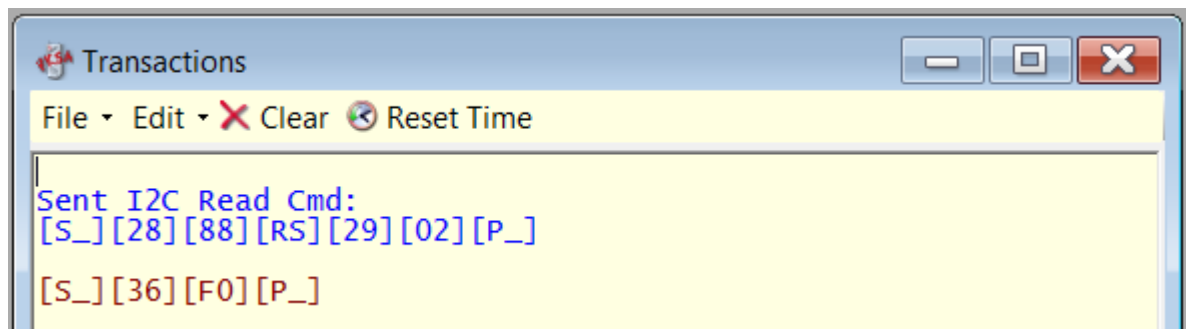 Transactions
File Edit Clear Reset Time
Sent I2C Read Cmd:
[S_][28][88][RS][29][02][P_]
[S_][36][F0][P_]